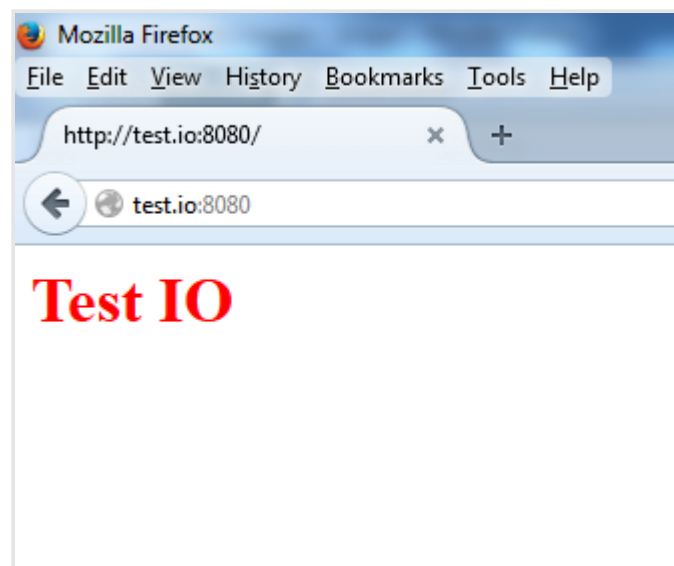 Mozilla Firefox
File Edit View History Bookmarks Tools Help
http://test.io:8080/
test.io:8080
Test IO